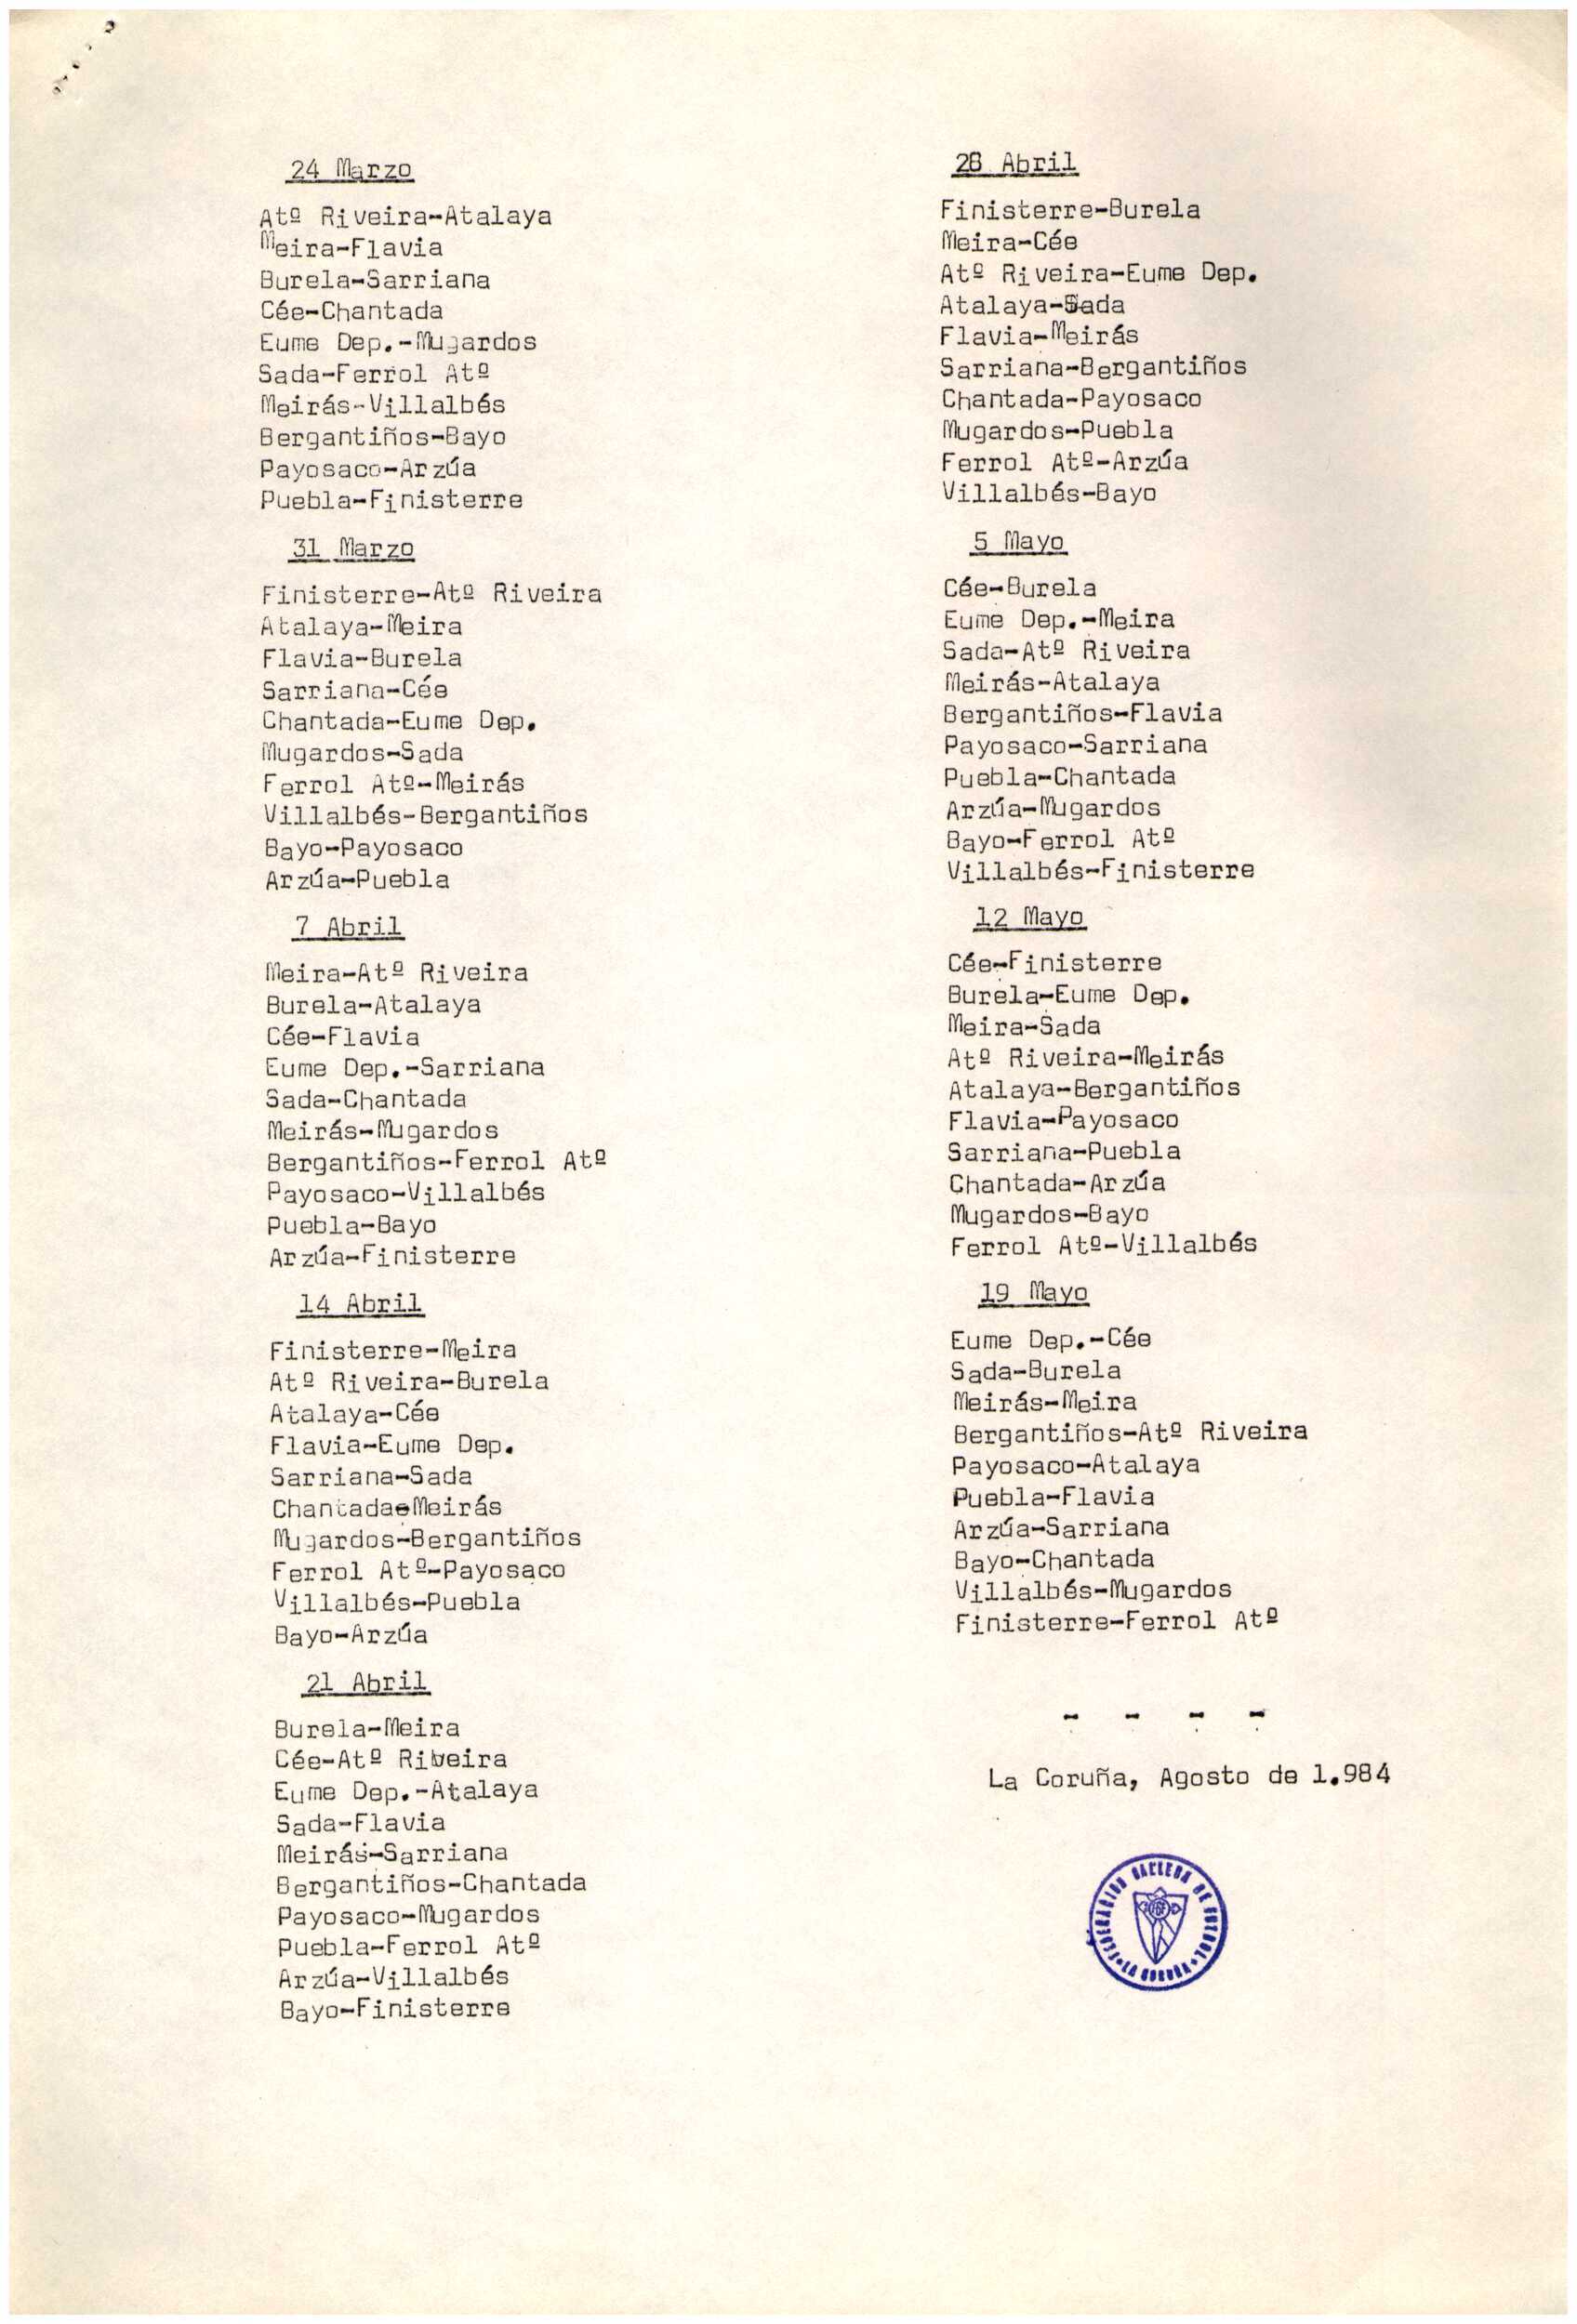 24 Marzo
Atº Riveira-Atalaya
Meira-Flavia
Burela-Sarriana
Cée-Chantada
Eume Dep.-Mugardos
Sada-Ferrol Atº
Meirás-Villalbés
Bergantiños-Bayo
Payosaco-Arzúa
Puebla-Finisterre
31 Marzo
Finisterre-Atº Riveira
Atalaya-Meira
Flavia-Burela
Sarriana-Cée
Chantada-Eume Dep.
Mugardos-Sada
Ferrol Atº-Meirás
Villalbés-Bergantiños
Bayo-Payosaco
Arzúa-Puebla
7 Abril
Meira-Atº Riveira
Burela-Atalaya
Cée-Flavia
Eume Dep.-Sarriana
Sada-Chantada
Meirás-Mugardos
Bergantiños-Ferrol Atº
Payosaco-Villalbés
Puebla-Bayo
Arzúa-Finisterre
14 Abril
Finisterre-Meira
Atº Riveira-Burela
Atalaya-Cée
Flavia-Eume Dep.
Sarriana-Sada
Chantada-Meirás
Mugardos-Bergantiños
Ferrol Atº-Payosaco
Villalbés-Puebla
Bayo-Arzúa
21 Abril
Burela-Meira
Cée-Atº Riveira
Eume Dep.-Atalaya
Sada-Flavia
Meirás-Sarriana
Bergantiños-Chantada
Payosaco-Mugardos
Puebla-Ferrol Atº
Arzúa-Villalbés
Bayo-Finisterre
28 Abril
Finisterre-Burela
Meira-Cée
Atº Riveira-Eume Dep.
Atalaya-Sada
Flavia-Meirás
Sarriana-Bergantiños
Chantada-Payosaco
Mugardos-Puebla
Ferrol Atº-Arzúa
Villalbés-Bayo
5 Mayo
Cée-Burela
Eume Dep.-Meira
Sada-Atº Riveira
Meirás-Atalaya
Bergantiños-Flavia
Payosaco-Sarriana
Puebla-Chantada
Arzúa-Mugardos
Bayo-Ferrol Atº
Villalbés-Finisterre
12 Mayo
Cée-Finisterre
Burela-Eume Dep.
Meira-Sada
Atº Riveira-Meirás
Atalaya-Bergantiños
Flavia-Payosaco
Sarriana-Puebla
Chantada-Arzúa
Mugardos-Bayo
Ferrol Atº-Villalbés
19 Mayo
Eume Dep.-Cée
Sada-Burela
Meirás-Meira
Bergantiños-Atº Riveira
Payosaco-Atalaya
Puebla-Flavia
Arzúa-Sarriana
Bayo-Chantada
Villalbés-Mugardos
Finisterre-Ferrol Atº
- - - -
La Coruña, Agosto de 1.984
FEDERACION GALLEGA DE FUTBOL
LA CORUÑA